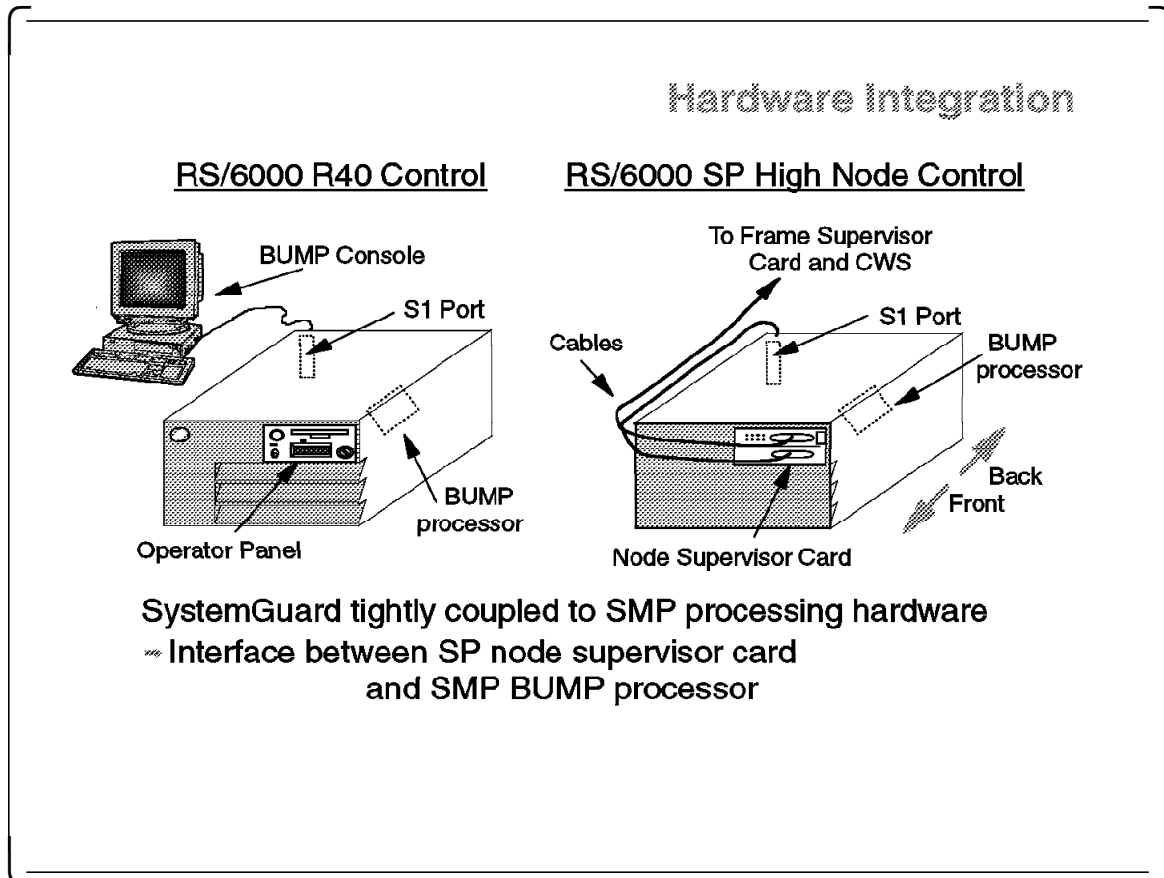 Hardware Integration
RS/6000 R40 Control
RS/6000 SP High Node Control
BUMP Console
S1 Port
BUMP
processor
Operator Panel
To Frame Supervisor
Card and CWS
Cables
S1 Port
BUMP
processor
Back
Front
Node Supervisor Card
SystemGuard tightly coupled to SMP processing hardware
Interface between SP node supervisor card
and SMP BUMP processor